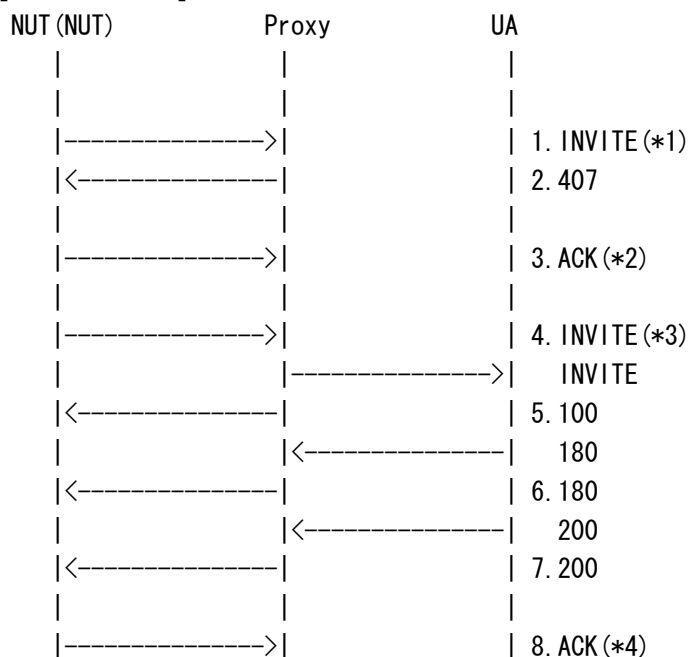 NUT(NUT) Proxy UA
| | |
| | |
|--------------->| | 1. INVITE(*1)
|<---------------| | 2. 407
| | |
|--------------->| | 3. ACK(*2)
| | |
|--------------->| | 4. INVITE(*3)
| |--------------->| INVITE
|<---------------| | 5. 100
| |<---------------| 180
|<---------------| | 6. 180
| |<---------------| 200
|<---------------| | 7. 200
| | |
|--------------->| | 8. ACK(*4)